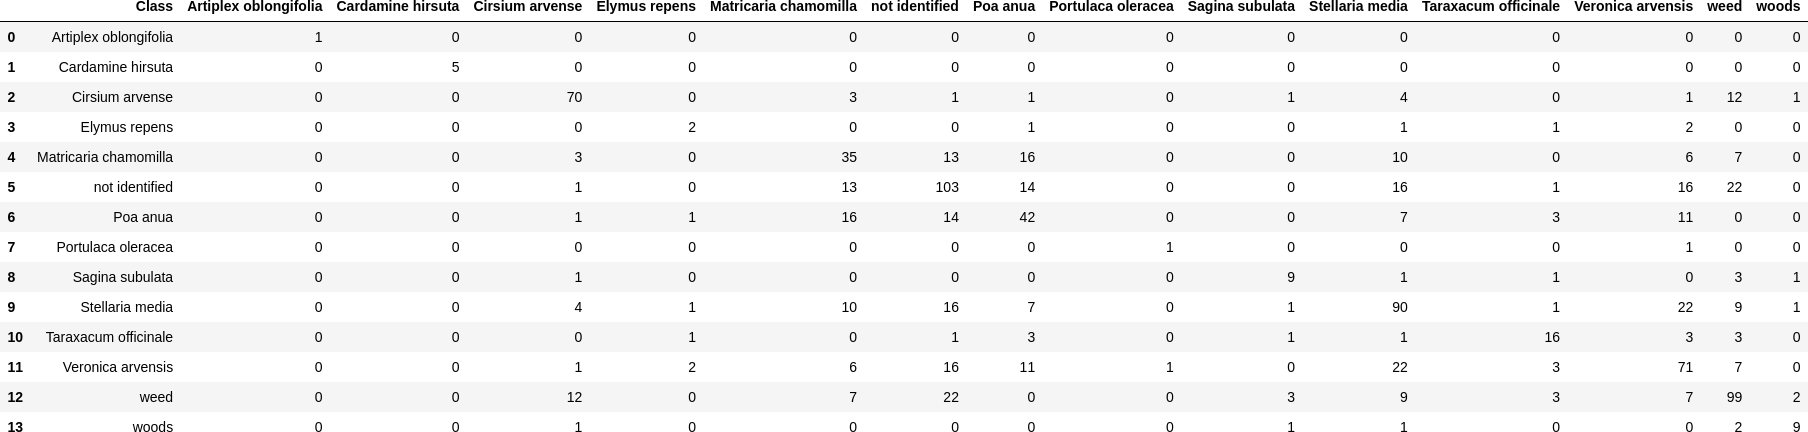 Class Artiplex oblongifolia Cardamine hirsuta Cirsium arvense Elymus repens Matricaria chamomilla not identified Poa anua Portulaca oleracea Sagina subulata Stellaria media Taraxacum officinale Veronica arvensis weed woods
0 Artiplex oblongifolia 1 0 0 0 0 0 0 0 0 0 0 0 0 0
1 Cardamine hirsuta 0 5 0 0 0 0 0 0 0 0 0 0 0 0
2 Cirsium arvense 0 0 70 0 3 1 1 0 1 4 0 1 12 1
3 Elymus repens 0 0 0 2 0 0 1 0 0 1 1 2 0 0
4 Matricaria chamomilla 0 0 3 0 35 13 16 0 0 10 0 6 7 0
5 not identified 0 0 1 0 13 103 14 0 0 16 1 16 22 0
6 Poa anua 0 0 1 1 16 14 42 0 0 7 3 11 0 0
7 Portulaca oleracea 0 0 0 0 0 0 0 1 0 0 0 1 0 0
8 Sagina subulata 0 0 1 0 0 0 0 0 9 1 1 0 3 1
9 Stellaria media 0 0 4 1 10 16 7 0 1 90 1 22 9 1
10 Taraxacum officinale 0 0 0 1 0 1 3 0 1 1 16 3 3 0
11 Veronica arvensis 0 0 1 2 6 16 11 1 0 22 3 71 7 0
12 weed 0 0 12 0 7 22 0 0 3 9 3 7 99 2
13 woods 0 0 1 0 0 0 0 0 1 1 0 0 2 9